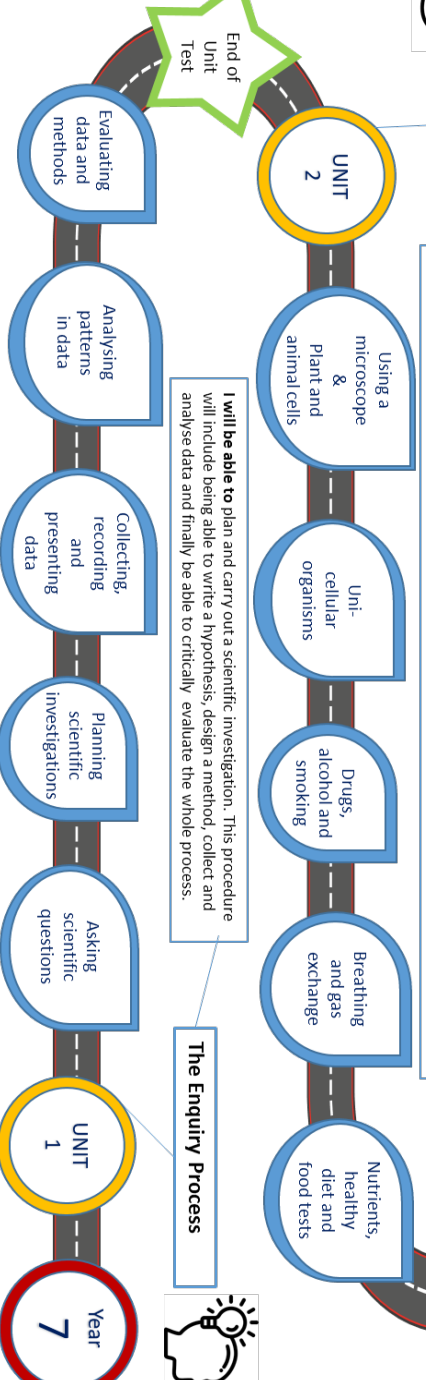 Year
7
UNIT
1
The Enquiry Process
I will be able to plan and carry out a scientific investigation. This procedure
will include being able to write a hypothesis, design a method, collect and
analyse data and finally be able to critically evaluate the whole process.
Asking
scientific
questions
Planning
scientific
investigations
Collecting,
recording
and
presenting
data
Analysing
patterns
in data
Evaluating
data and
methods
End of
Unit
Test
UNIT
2
Using a
microscope
&
Plant and
animal cells
Uni-
cellular
organisms
Drugs,
alcohol and
smoking
Breathing
and gas
exchange
Nutrients,
healthy
diet and
food tests